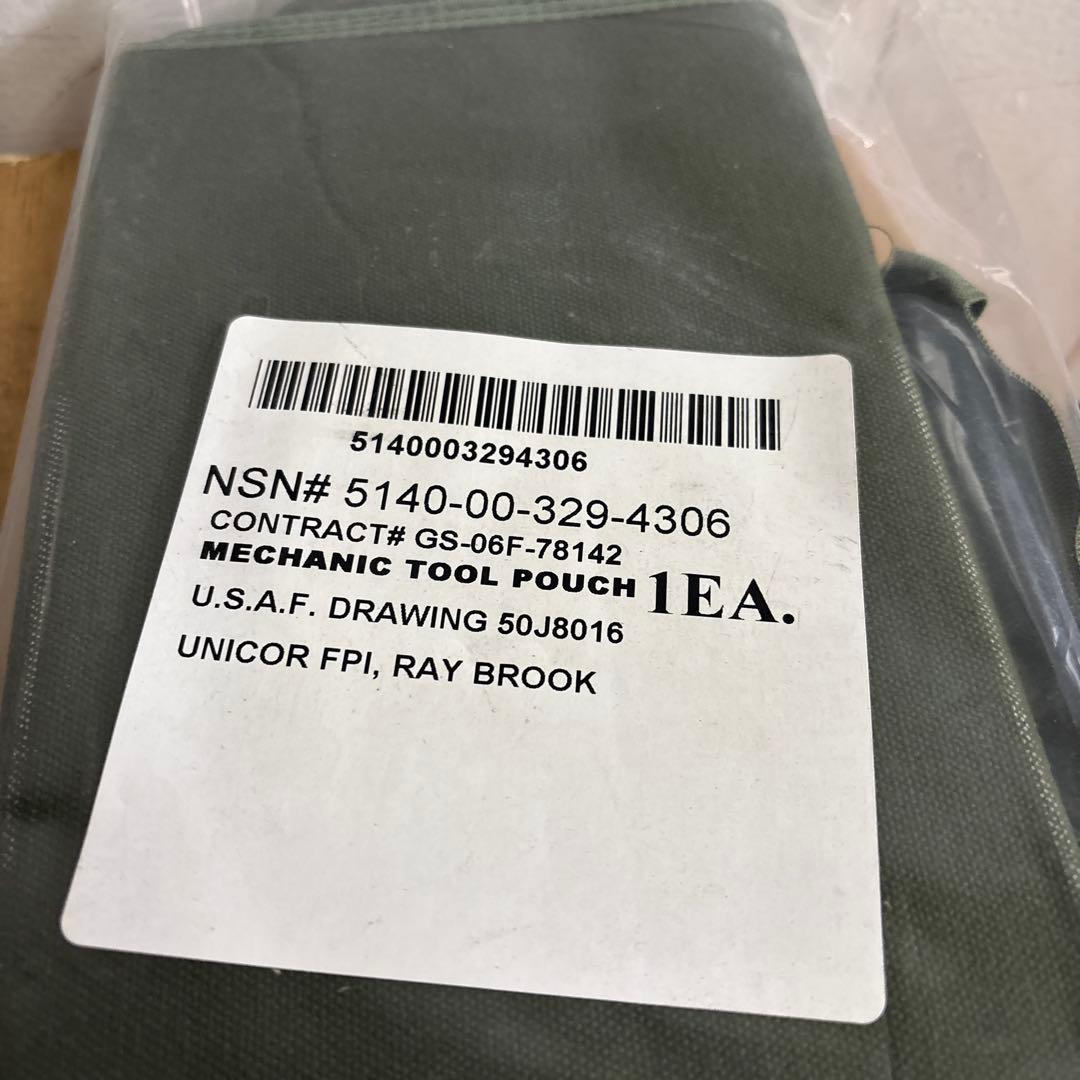 5140003294306
NSN# 5140-00-329-4306
CONTRACT# GS-06F-78142
MECHANIC TOOL POUCH 1EA.
U.S.A.F. DRAWING 50J8016
UNICOR FPI, RAY BROOK